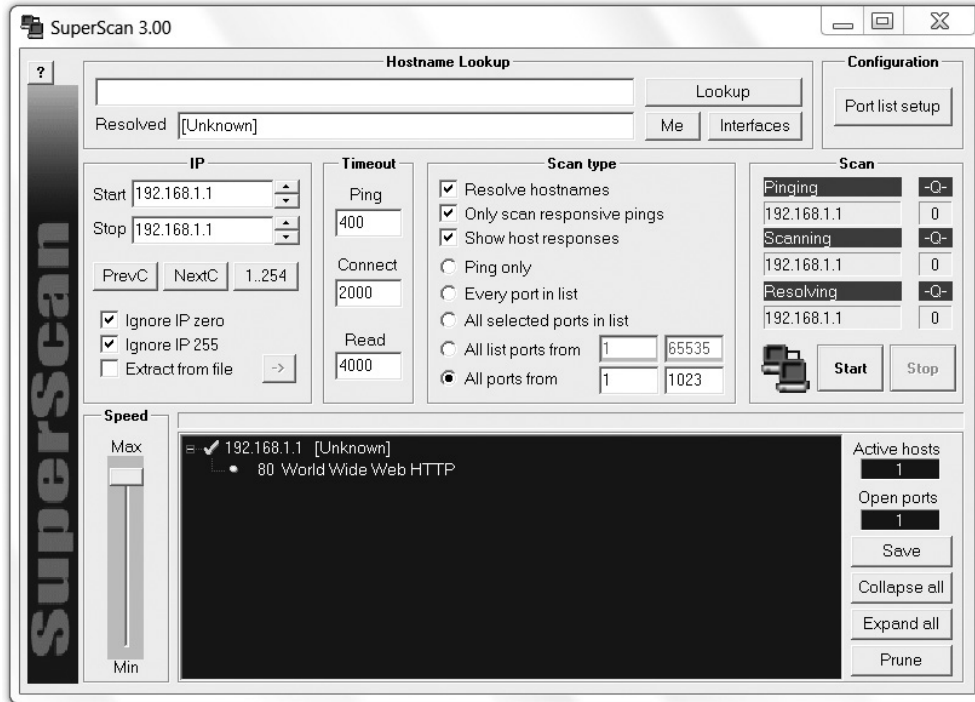 SuperScan 3.00
?
Hostname Lookup
Lookup
Resolved [Unknown]
Me
Interfaces
Configuration
Port list setup
IP
Start 192.168.1.1
Stop 192.168.1.1
PrevC
NextC
1..254
Ignore IP zero
Ignore IP 255
Extract from file
->
Timeout
Ping
400
Connect
2000
Read
4000
Scan type
Resolve hostnames
Only scan responsive pings
Show host responses
Ping only
Every port in list
All selected ports in list
All list ports from 1 65535
All ports from 1 1023
Scan
Pinging -Q-
192.168.1.1 0
Scanning -Q-
192.168.1.1 0
Resolving -Q-
192.168.1.1 0
Start
Stop
SuperScan
Speed
Max
Min
192.168.1.1 [Unknown]
80 World Wide Web HTTP
Active hosts
1
Open ports
1
Save
Collapse all
Expand all
Prune